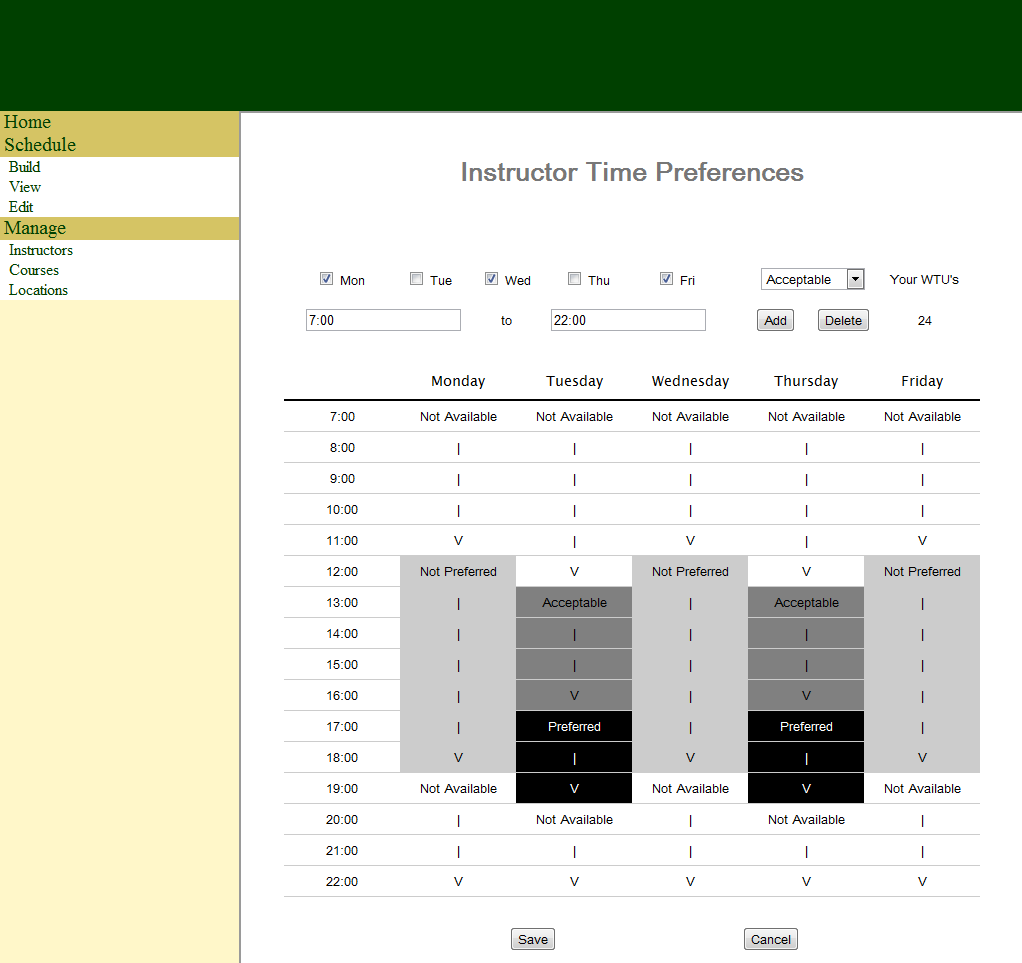 Home
Schedule
Build
View
Edit
Manage
Instructors
Courses
Locations
Instructor Time Preferences
Mon Tue Wed Thu Fri Acceptable Your WTU's
7:00 to 22:00 Add Delete 24
Monday Tuesday Wednesday Thursday Friday
7:00 Not Available Not Available Not Available Not Available Not Available
8:00 | | | | |
9:00 | | | | |
10:00 | | | | |
11:00 V | V | V
12:00 Not Preferred V Not Preferred V Not Preferred
13:00 | Acceptable | Acceptable |
14:00 | | | | |
15:00 | | | | |
16:00 | V | V |
17:00 | Preferred | Preferred |
18:00 V | V | V
19:00 Not Available V Not Available V Not Available
20:00 | Not Available | Not Available |
21:00 | | | | |
22:00 V V V V V
Save Cancel